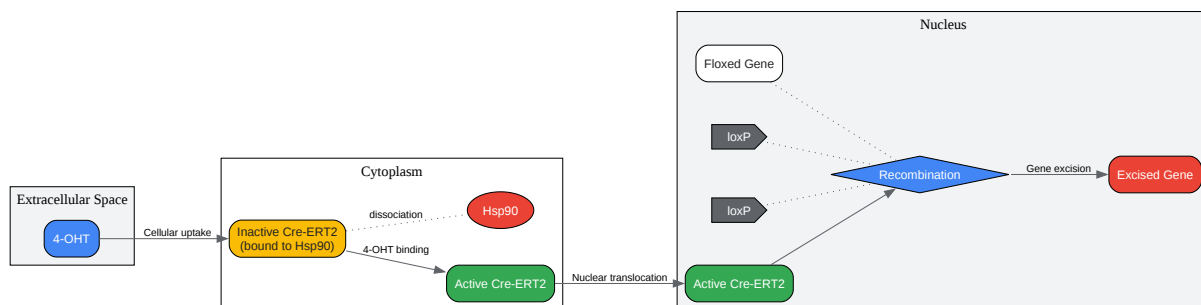 Extracellular Space
4-OHT
Cellular uptake
Cytoplasm
Inactive Cre-ERT2
(bound to Hsp90)
dissociation
Hsp90
4-OHT binding
Active Cre-ERT2
Nuclear translocation
Nucleus
Floxed Gene
loxP
loxP
Active Cre-ERT2
Recombination
Gene excision
Excised Gene